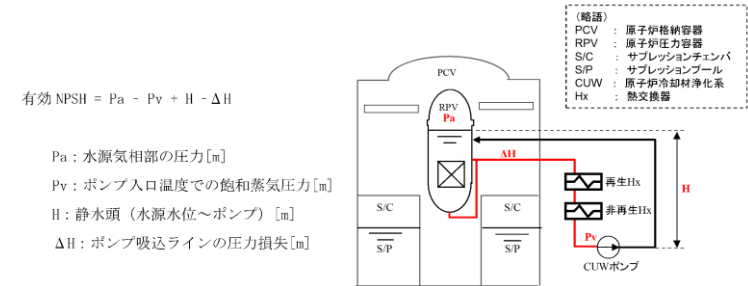 有効 NPSH = Pa - Pv + H - ΔH
Pa：水源気相部の圧力[m]
Pv：ポンプ入口温度での飽和蒸気圧力[m]
H：静水頭（水源水位～ポンプ）[m]
ΔH：ポンプ吸込ラインの圧力損失[m]
(略語)
PCV ： 原子炉格納容器
RPV ： 原子炉圧力容器
S/C ： サプレッションチェンバ
S/P ： サプレッションプール
CUW ： 原子炉冷却材浄化系
Hx ： 熱交換器
PCV
RPV
Pa
ΔH
H
再生Hx
非再生Hx
S/C
S/C
S/P
S/P
Pv
CUWポンプ